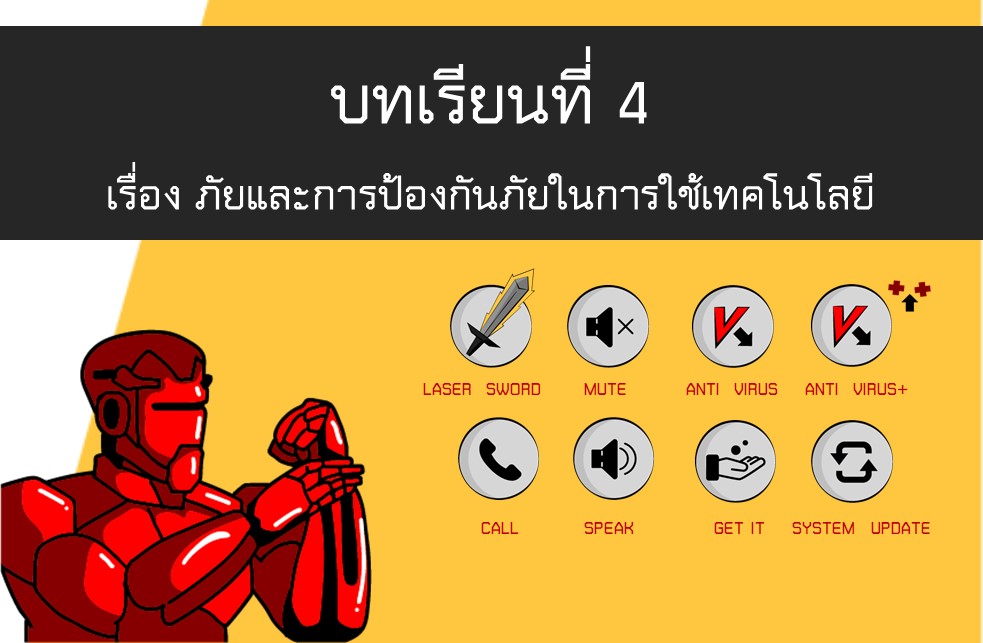 บทเรียนที่ 4
เรื่อง ภัยและการป้องกันภัยในการใช้เทคโนโลยี
LASER SWORD MUTE ANTI VIRUS ANTI VIRUS+
CALL SPEAK GET IT SYSTEM UPDATE